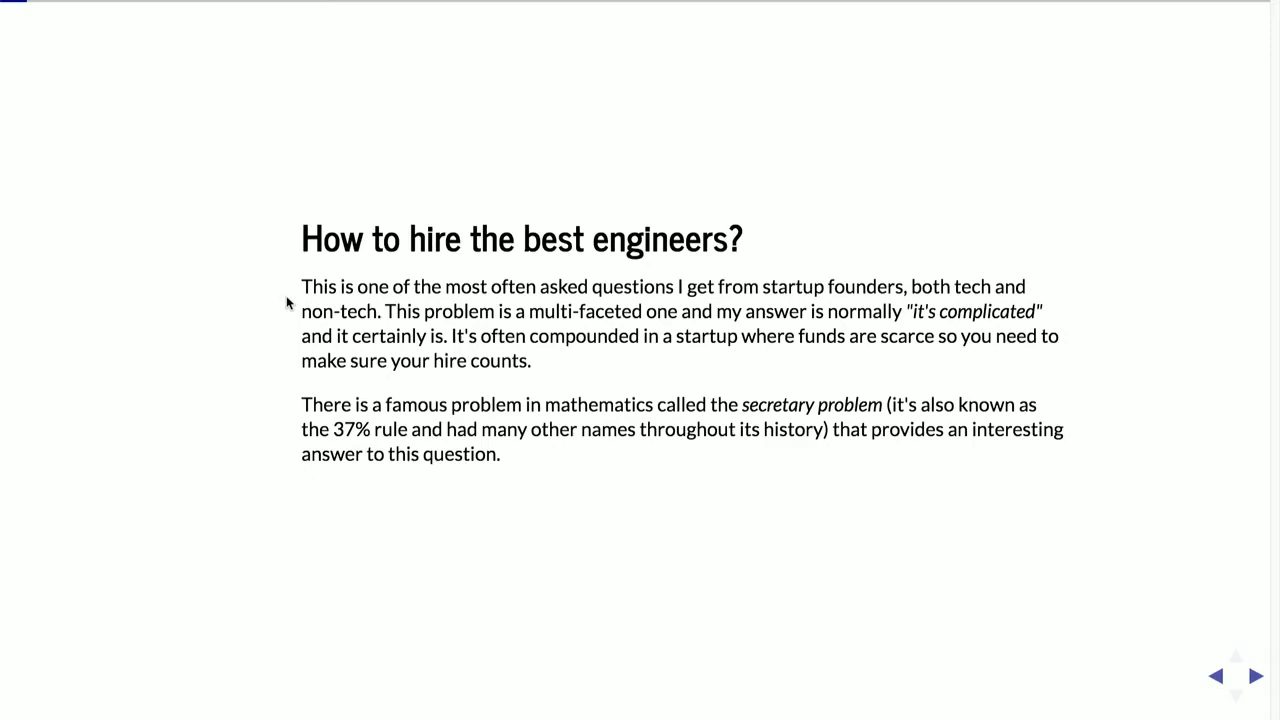 How to hire the best engineers?
This is one of the most often asked questions I get from startup founders, both tech and
non-tech. This problem is a multi-faceted one and my answer is normally "it's complicated"
and it certainly is. It's often compounded in a startup where funds are scarce so you need to
make sure your hire counts.
There is a famous problem in mathematics called the secretary problem (it's also known as
the 37% rule and had many other names throughout its history) that provides an interesting
answer to this question.